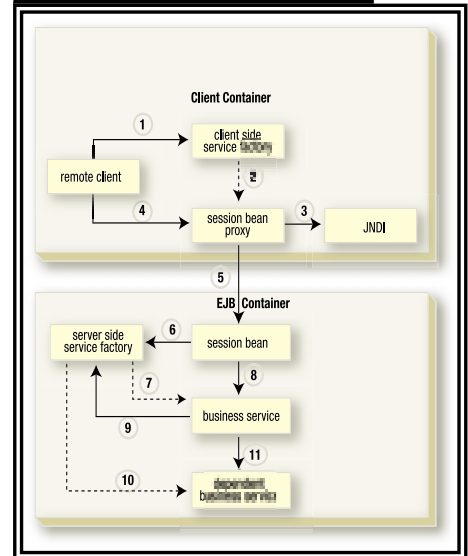 Client Container
1
client side
service
remote client
4
session bean
proxy
3
JNDI
5
EJB Container
server side
service factory
6
session bean
7
8
business service
9
10
11